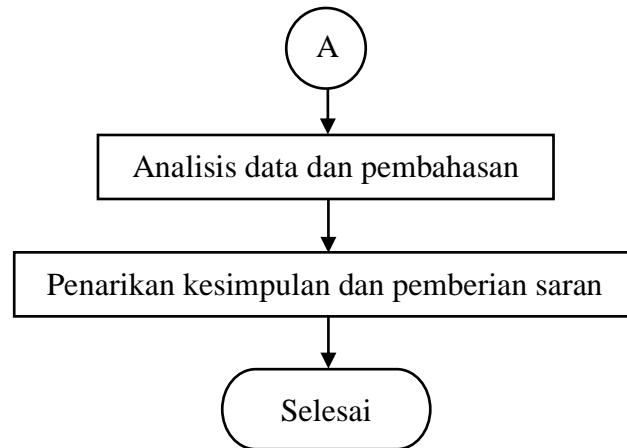 A
Analisis data dan pembahasan
Penarikan kesimpulan dan pemberian saran
Selesai